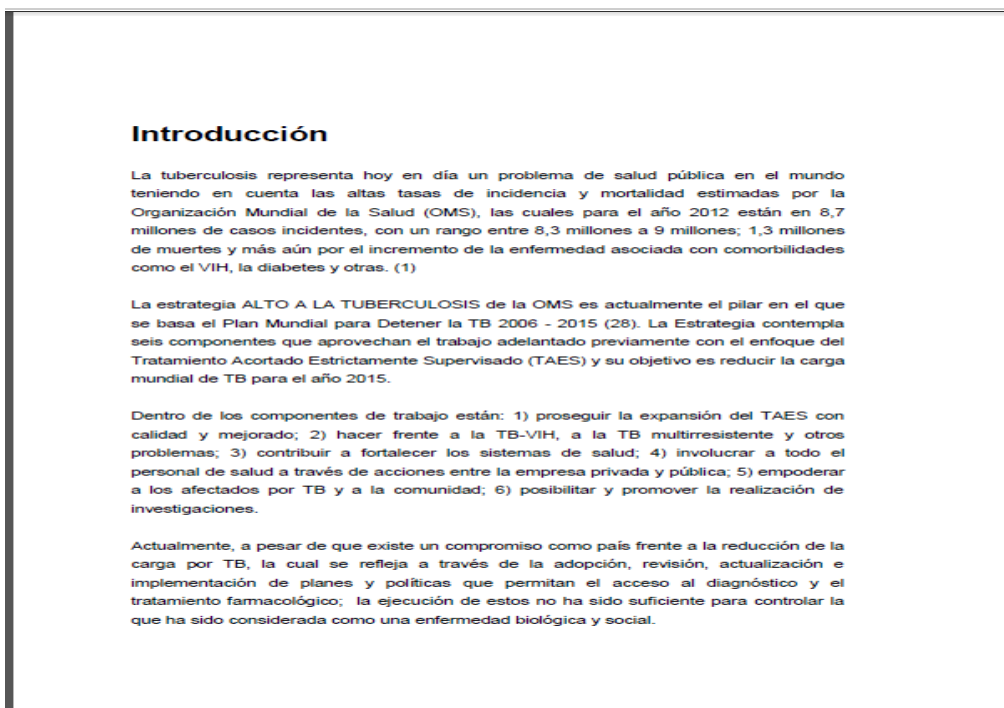 Introducción
La tuberculosis representa hoy en día un problema de salud pública en el mundo
teniendo en cuenta las altas tasas de incidencia y mortalidad estimadas por la
Organización Mundial de la Salud (OMS), las cuales para el año 2012 están en 8,7
millones de casos incidentes, con un rango entre 8,3 millones a 9 millones; 1,3 millones
de muertes y más aún por el incremento de la enfermedad asociada con comorbilidades
como el VIH, la diabetes y otras. (1)
La estrategia ALTO A LA TUBERCULOSIS de la OMS es actualmente el pilar en el que
se basa el Plan Mundial para Detener la TB 2006 - 2015 (28). La Estrategia contempla
seis componentes que aprovechan el trabajo adelantado previamente con el enfoque del
Tratamiento Acortado Estrictamente Supervisado (TAES) y su objetivo es reducir la carga
mundial de TB para el año 2015.
Dentro de los componentes de trabajo están: 1) proseguir la expansión del TAES con
calidad y mejorado; 2) hacer frente a la TB-VIH, a la TB multirresistente y otros
problemas; 3) contribuir a fortalecer los sistemas de salud; 4) involucrar a todo el
personal de salud a través de acciones entre la empresa privada y pública; 5) empoderar
a los afectados por TB y a la comunidad; 6) posibilitar y promover la realización de
investigaciones.
Actualmente, a pesar de que existe un compromiso como país frente a la reducción de la
carga por TB, la cual se refleja a través de la adopción, revisión, actualización e
implementación de planes y políticas que permitan el acceso al diagnóstico y el
tratamiento farmacológico; la ejecución de estos no ha sido suficiente para controlar la
que ha sido considerada como una enfermedad biológica y social.